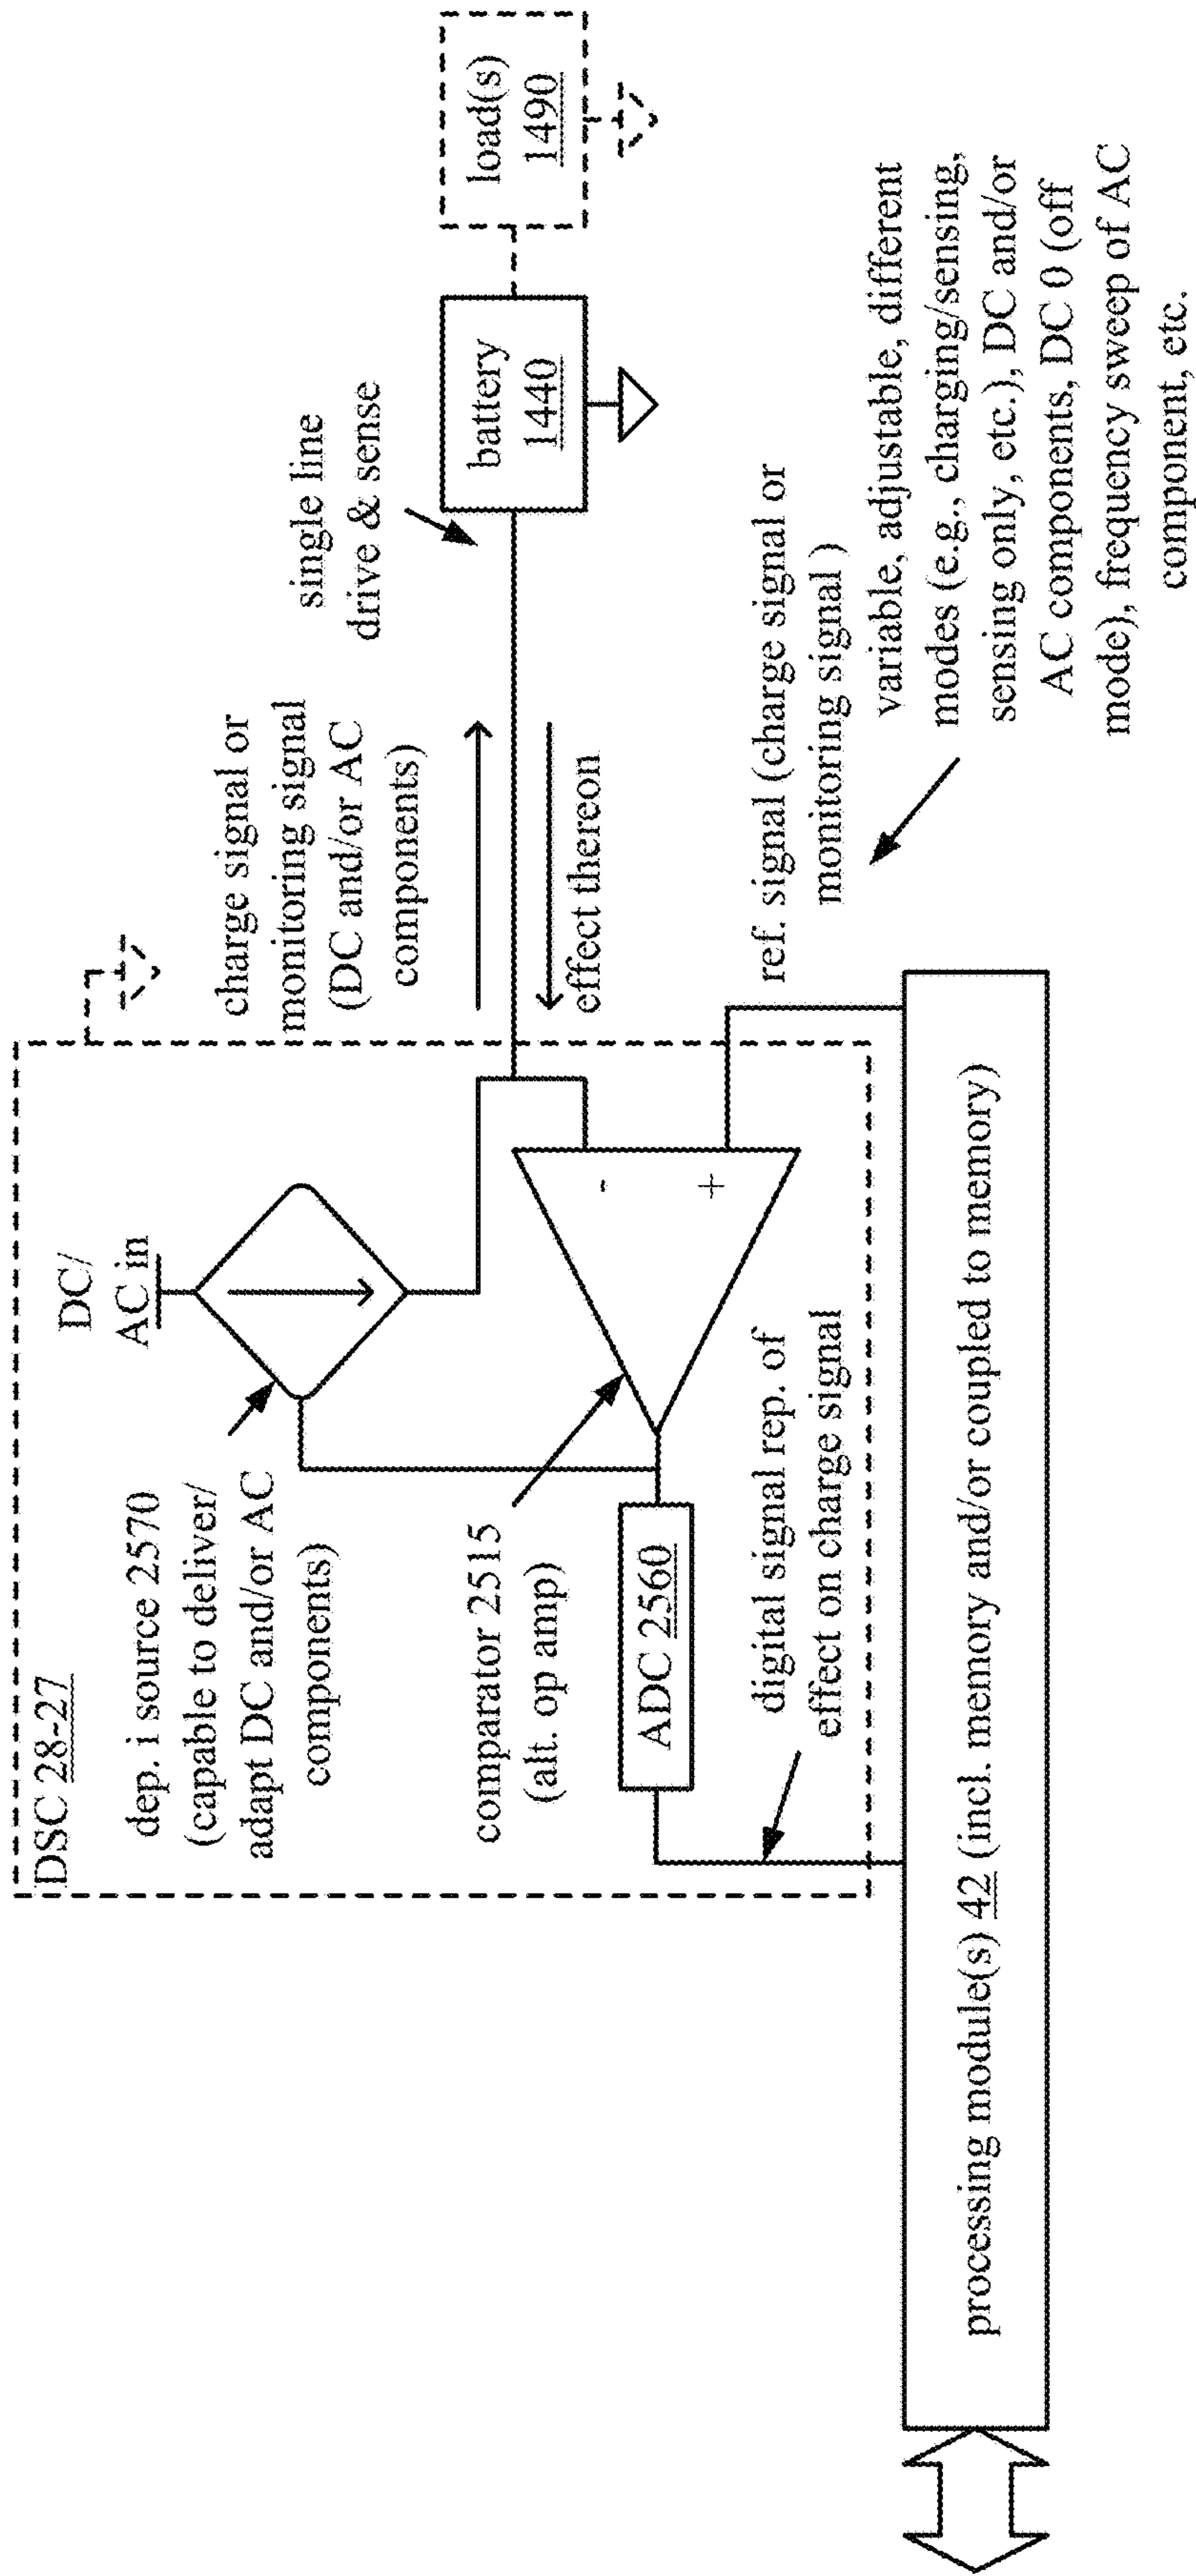 DSC 28-27
DC/
AC in
dep. i source 2570
(capable to deliver/
adapt DC and/or AC
components)
charge signal or
monitoring signal
(DC and/or AC
components)
single line
drive & sense
load(s)
1490
battery
1440
comparator 2515
(alt. op amp)
-
+
effect thereon
ADC 2560
digital signal rep. of
effect on charge signal
ref. signal (charge signal or
monitoring signal )
variable, adjustable, different
modes (e.g., charging/sensing,
sensing only, etc.), DC and/or
AC components, DC 0 (off
mode), frequency sweep of AC
component, etc.
processing module(s) 42 (incl. memory and/or coupled to memory)